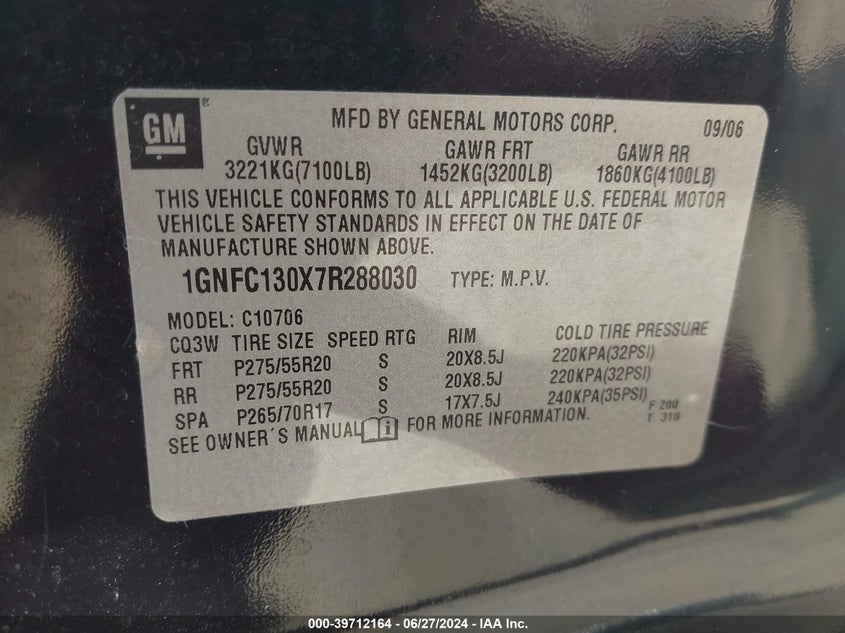 GM ®
MFD BY GENERAL MOTORS CORP. 09/06
GVWR GAWR FRT GAWR RR
3221KG(7100LB) 1452KG(3200LB) 1860KG(4100LB)
THIS VEHICLE CONFORMS TO ALL APPLICABLE U.S. FEDERAL MOTOR
VEHICLE SAFETY STANDARDS IN EFFECT ON THE DATE OF
MANUFACTURE SHOWN ABOVE.
1GNFC130X7R288030 TYPE: M.P.V.
MODEL: C10706
CQ3W TIRE SIZE SPEED RTG RIM COLD TIRE PRESSURE
FRT P275/55R20 S 20X8.5J 220KPA(32PSI)
RR P275/55R20 S 20X8.5J 220KPA(32PSI)
SPA P265/70R17 S 17X7.5J 240KPA(35PSI)
SEE OWNER´S MANUAL FOR MORE INFORMATION.
F 200
T 318
000-39712164 - 06/27/2024 - IAA Inc.